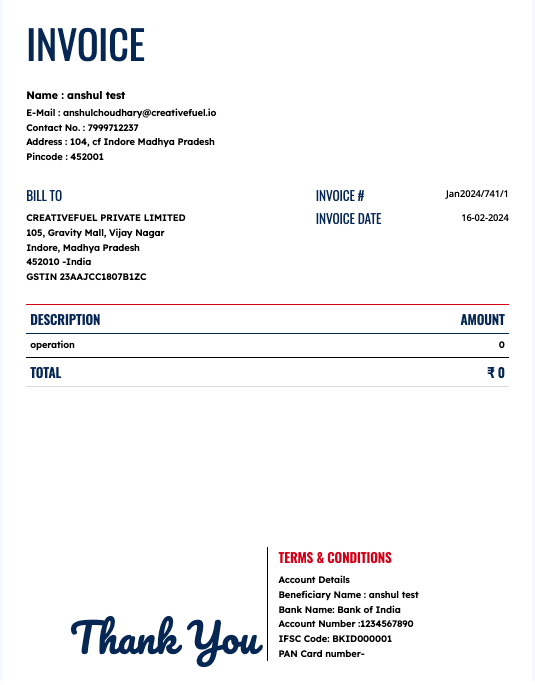 INVOICE
Name : anshul test
E-Mail : anshulchoudhary@creativefuel.io
Contact No. : 7999712237
Address : 104, cf Indore Madhya Pradesh
Pincode : 452001
BILL TO
CREATIVEFUEL PRIVATE LIMITED
105, Gravity Mall, Vijay Nagar
Indore, Madhya Pradesh
452010 -India
GSTIN 23AAJCC1807B1ZC
INVOICE # Jan2024/741/1
INVOICE DATE 16-02-2024
DESCRIPTION AMOUNT
operation 0
TOTAL ₹ 0
Thank You
TERMS & CONDITIONS
Account Details
Beneficiary Name : anshul test
Bank Name: Bank of India
Account Number :1234567890
IFSC Code: BKID000001
PAN Card number-